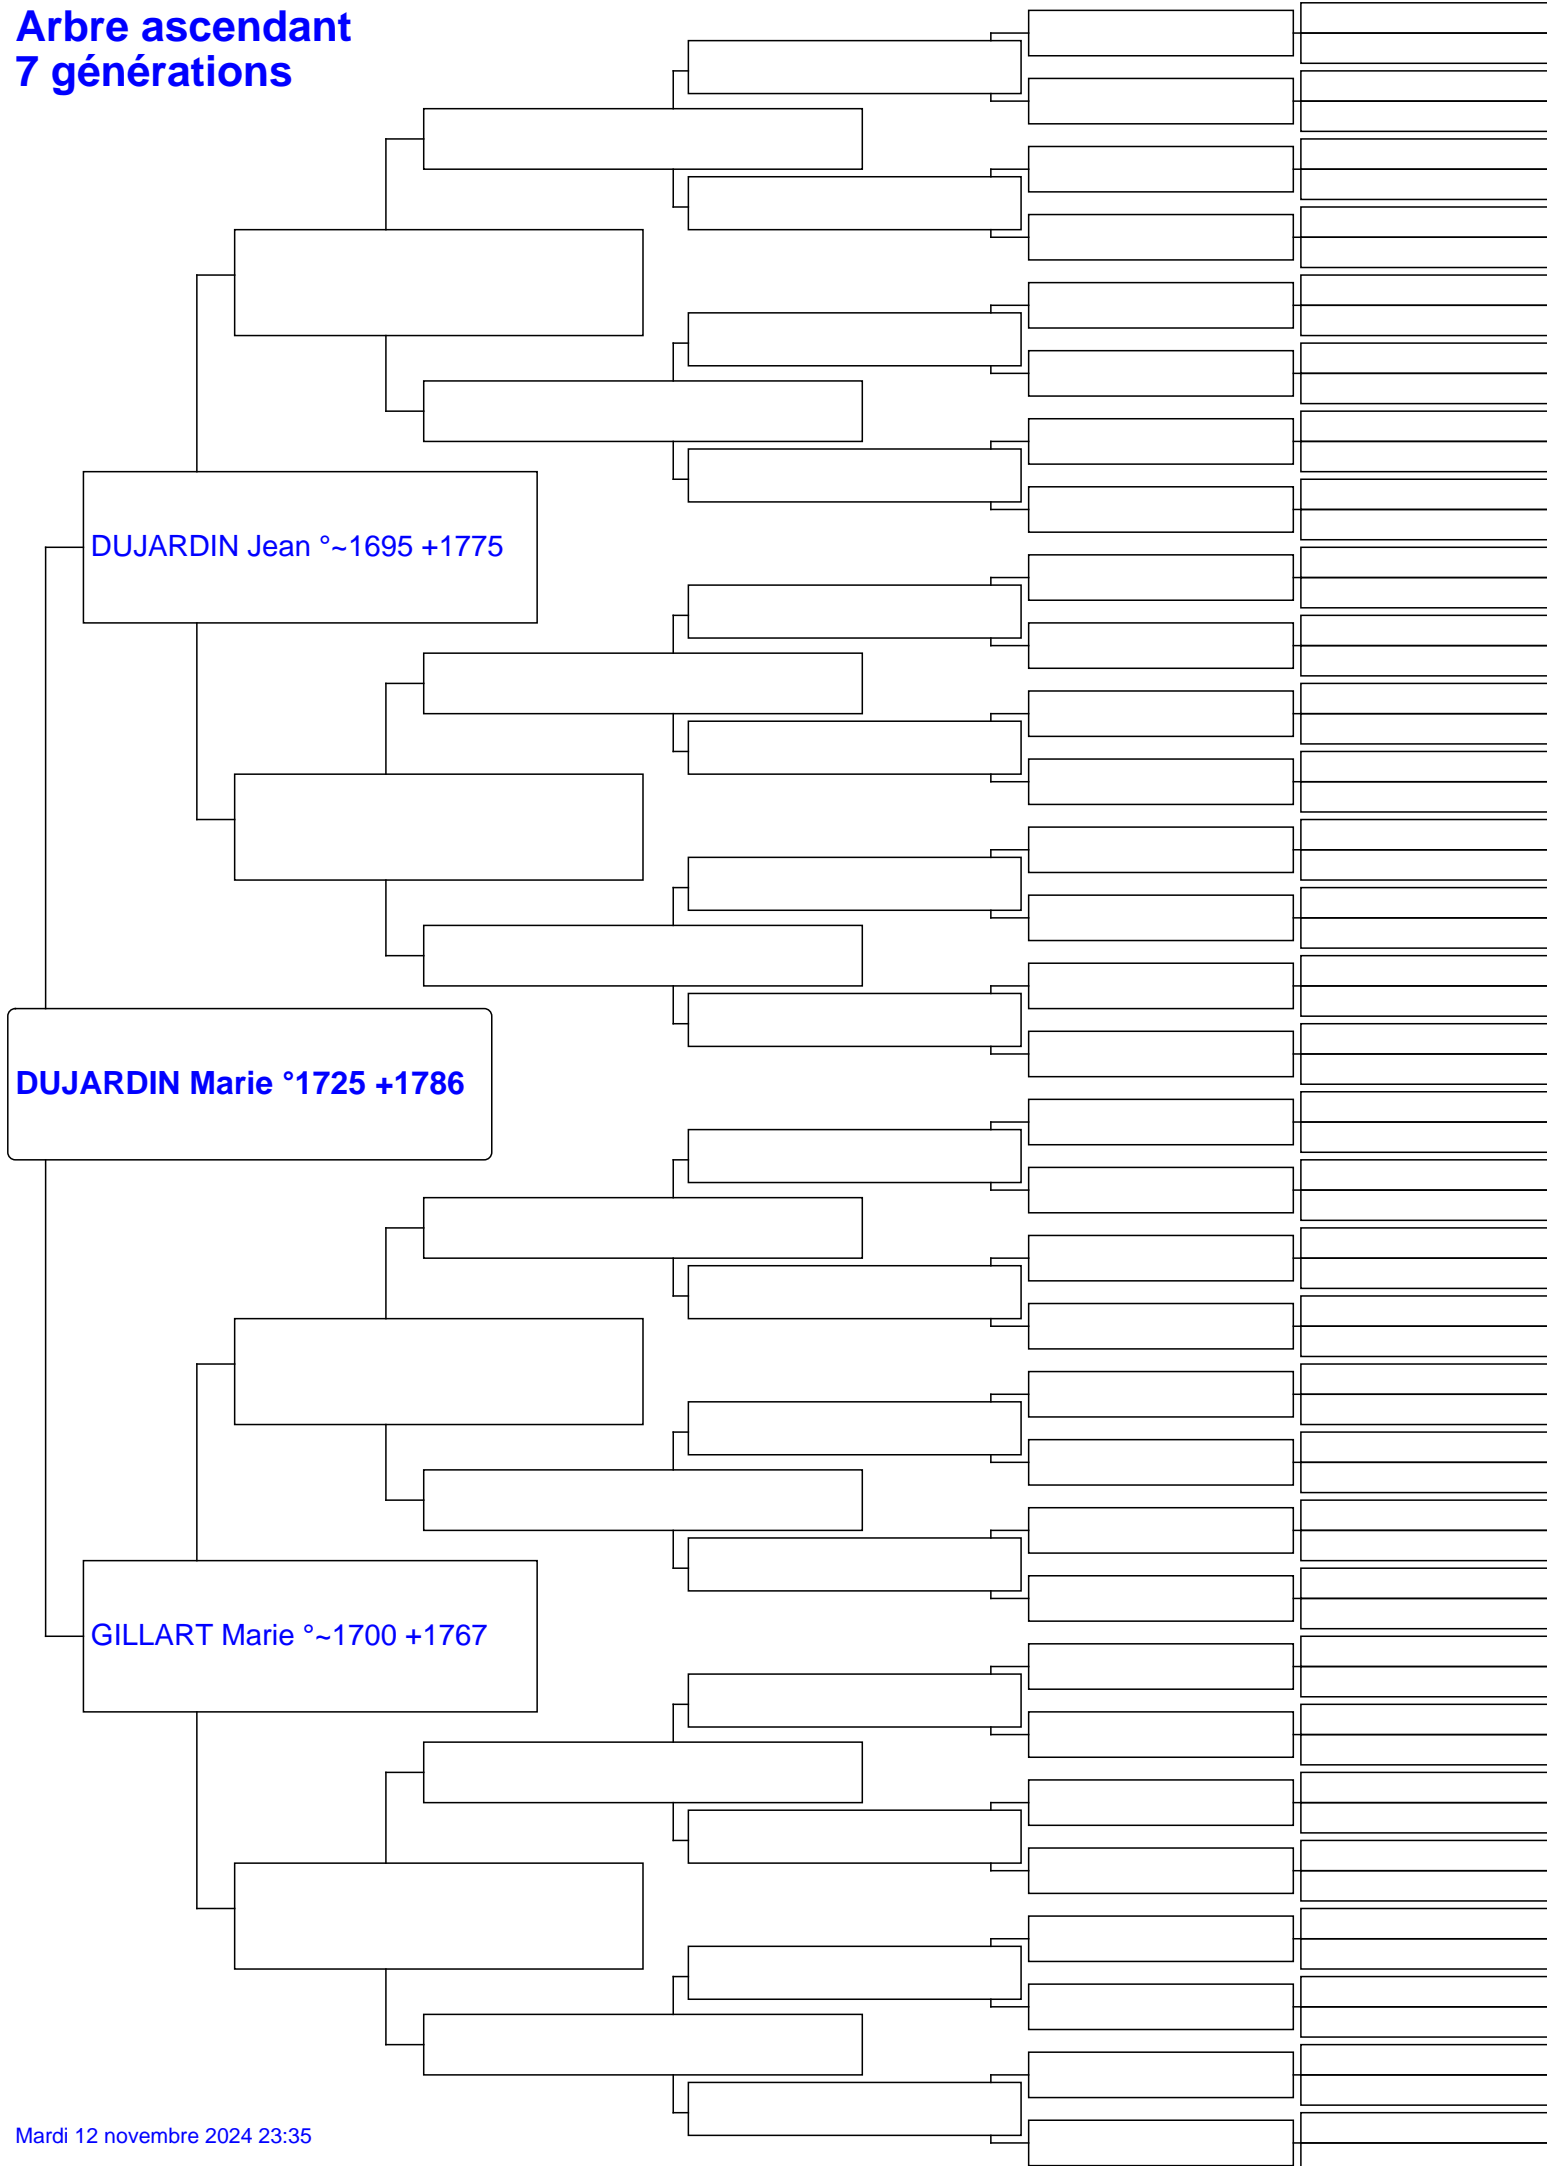 Arbre ascendant
7 générations
DUJARDIN Jean °~1695 +1775
DUJARDIN Marie °1725 +1786
GILLART Marie °~1700 +1767
Mardi 12 novembre 2024 23:35